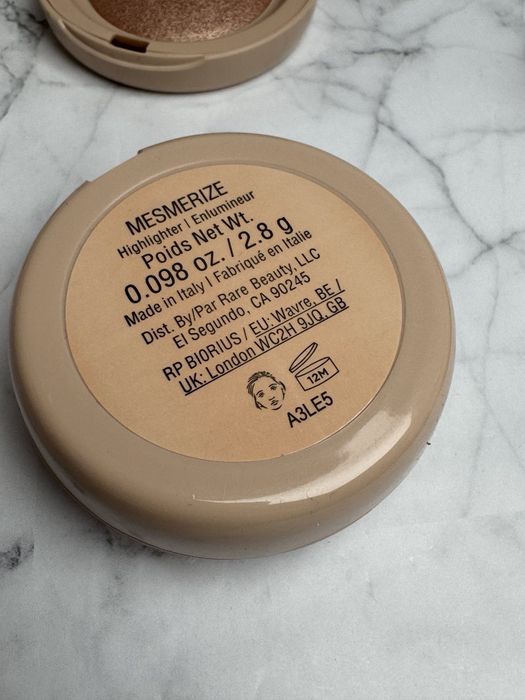 MESMERIZE
Highlighter | Enlumineur
Poids Net Wt.
0.098 oz. / 2.8 g
Made in Italy | Fabriqué en Italie
Dist. By/Par Rare Beauty, LLC
El Segundo, CA 90245
RP BIORIUS / EU: Wavre, BE /
UK: London WC2H 9JQ, GB
12M
A3LE5